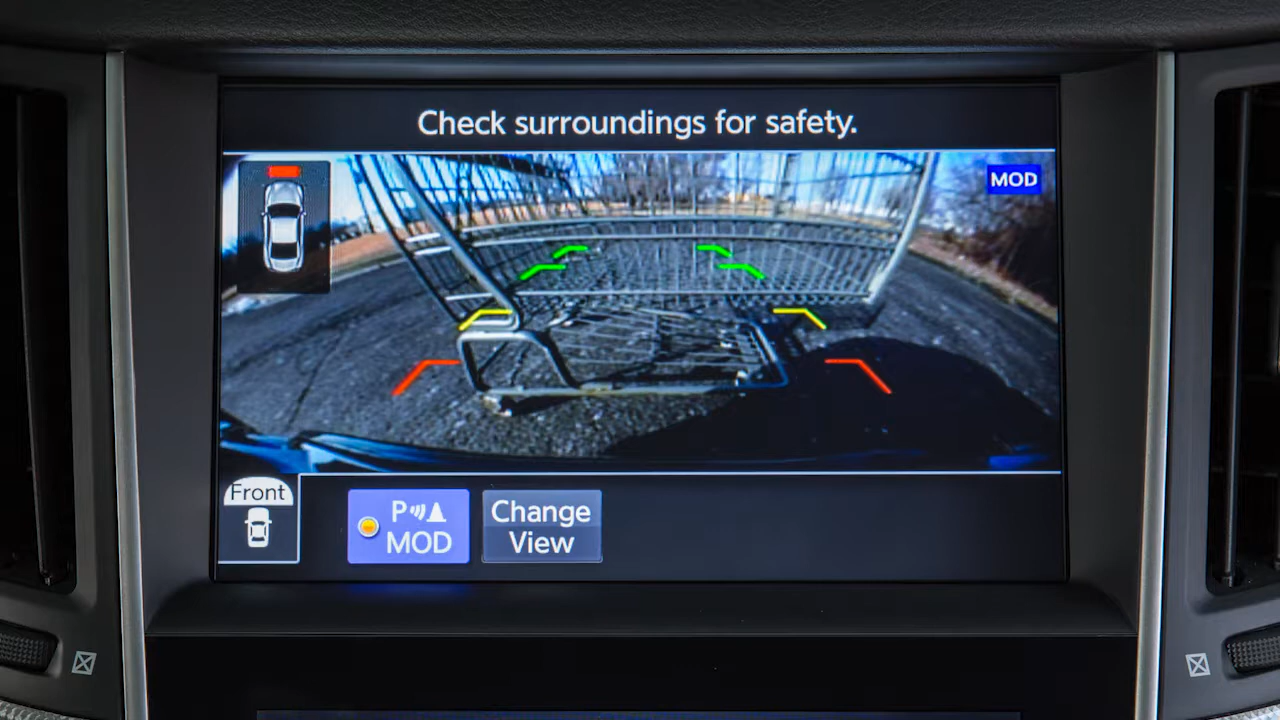 Check surroundings for safety.
MOD
Front
P
MOD
Change
View